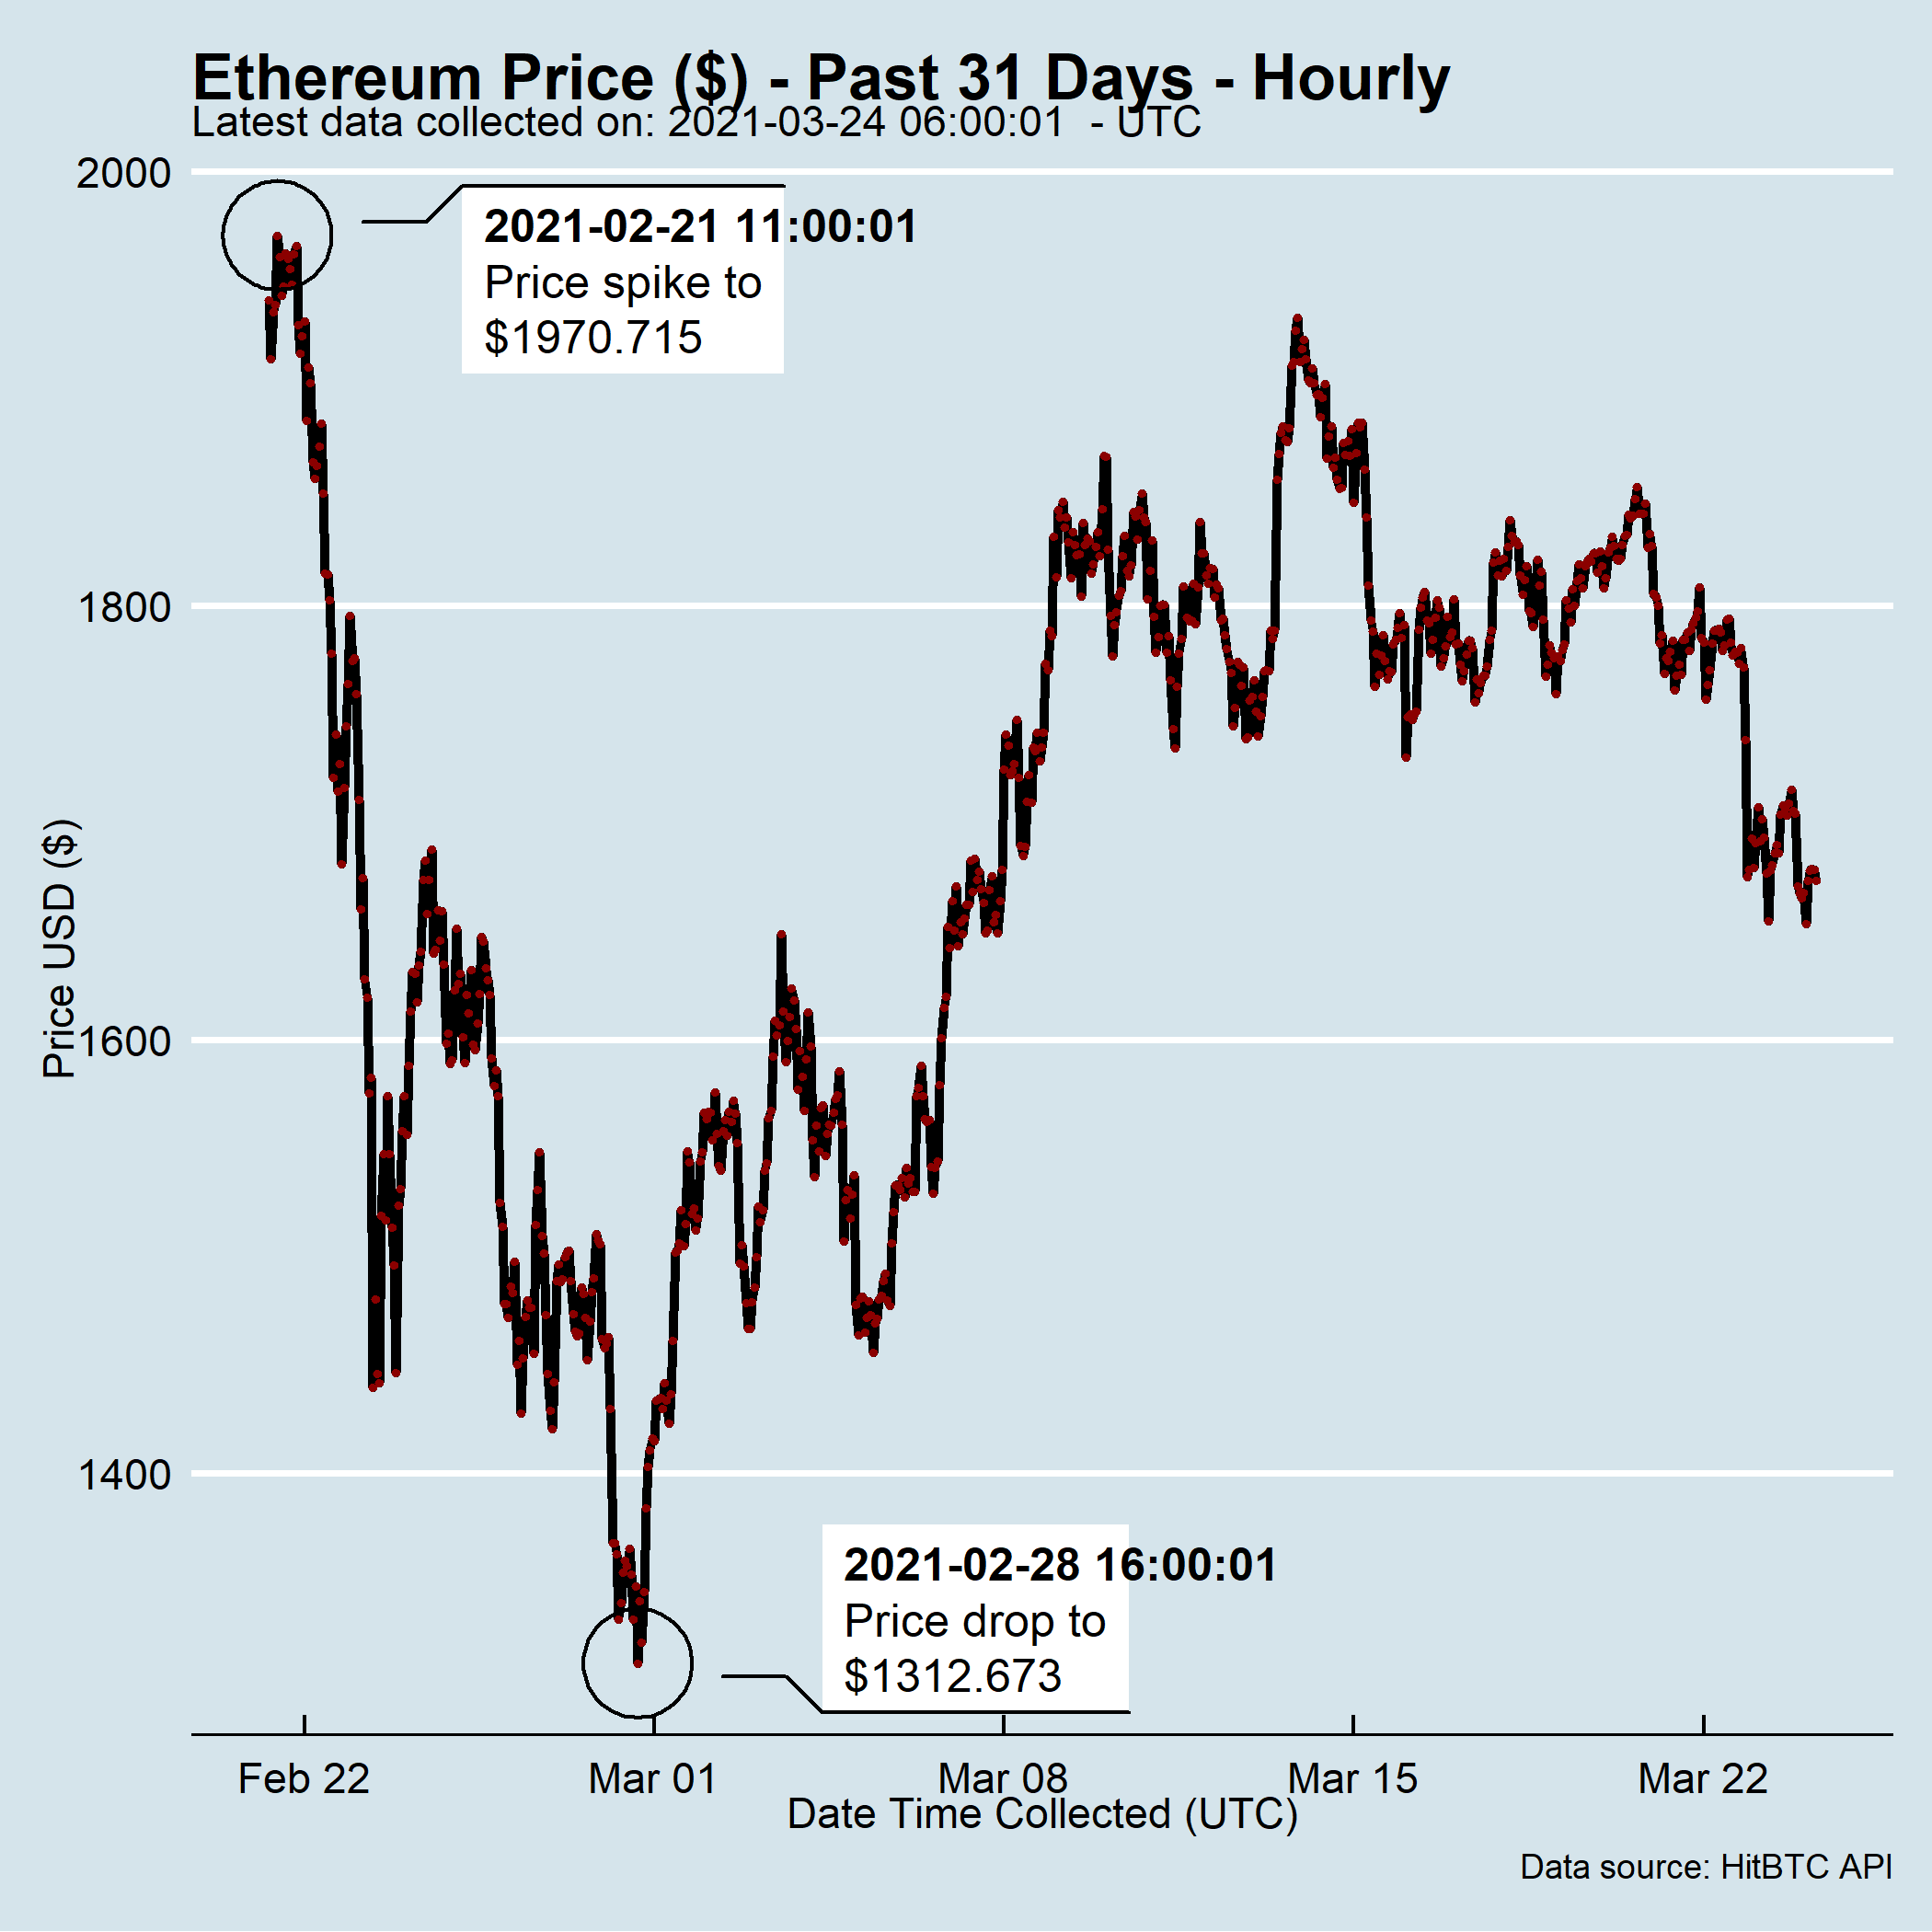 Ethereum Price ($) - Past 31 Days - Hourly
Latest data collected on: 2021-03-24 06:00:01  - UTC
2000
2021-02-21 11:00:01
Price spike to
$1970.715
1800
Price USD ($)
1600
1400
2021-02-28 16:00:01
Price drop to
$1312.673
Feb 22
Mar 01
Mar 08
Mar 15
Mar 22
Date Time Collected (UTC)
Data source: HitBTC API